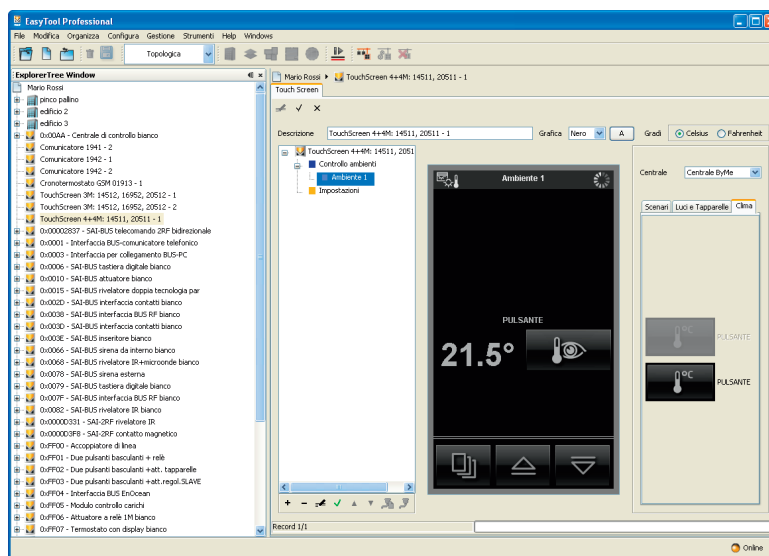 EasyTool Professional
File Modifica Organizza Configura Gestione Strumenti Help Windows
Topologica
ExplorerTree Window
Mario Rossi
pinco pallino
edificio 2
edificio 3
0x00AA - Centrale di controllo bianco
Comunicatore 1941 - 2
Comunicatore 1942 - 1
Comunicatore 1942 - 2
Cronotermostato GSM 01913 - 1
TouchScreen 3M: 14512, 16952, 20512 - 1
TouchScreen 3M: 14512, 16952, 20512 - 2
TouchScreen 4+4M: 14511, 20511 - 1
0x00002837 - SAI-BUS telecomando 2RF bidirezionale
0x0001 - Interfaccia BUS-comunicatore telefonico
0x0003 - Interfaccia per collegamento BUS-PC
0x0006 - SAI-BUS tastiera digitale bianco
0x0010 - SAI-BUS attuatore bianco
0x0015 - SAI-BUS rivelatore doppia tecnologia par
0x002D - SAI-BUS interfaccia contatti bianco
0x0038 - SAI-BUS interfaccia BUS RF bianco
0x003D - SAI-BUS interfaccia contatti bianco
0x003E - SAI-BUS inseritore bianco
0x0066 - SAI-BUS sirena da interno bianco
0x0068 - SAI-BUS rivelatore IR+microonde bianco
0x0078 - SAI-BUS sirena esterna
0x0079 - SAI-BUS tastiera digitale bianco
0x007F - SAI-BUS interfaccia BUS RF bianco
0x0082 - SAI-BUS rivelatore IR bianco
0x0000D331 - SAI-2RF rivelatore IR
0x0000D3F8 - SAI-2RF contatto magnetico
0xFF00 - Accoppiatore di linea
0xFF01 - Due pulsanti basculanti + relè
0xFF02 - Due pulsanti basculanti +att. tapparelle
0xFF03 - Due pulsanti basculanti +att.regol.SLAVE
0xFF04 - Interfaccia BUS EnOcean
0xFF05 - Modulo controllo carichi
0xFF06 - Attuatore a relè 1M bianco
0xFF07 - Termostato con display bianco
Mario Rossi TouchScreen 4+4M: 14511, 20511 - 1
Touch Screen
Descrizione TouchScreen 4+4M: 14511, 20511 - 1 Grafica Nero A Gradi Celsius Fahrenheit
TouchScreen 4+4M: 14511, 2051
Controllo ambienti
Ambiente 1
Impostazioni
Ambiente 1
PULSANTE
21.5°
Centrale Centrale ByMe
Scenari Luci e Tapparelle Clima
°C PULSANTE
°C PULSANTE
Record 1/1
Online